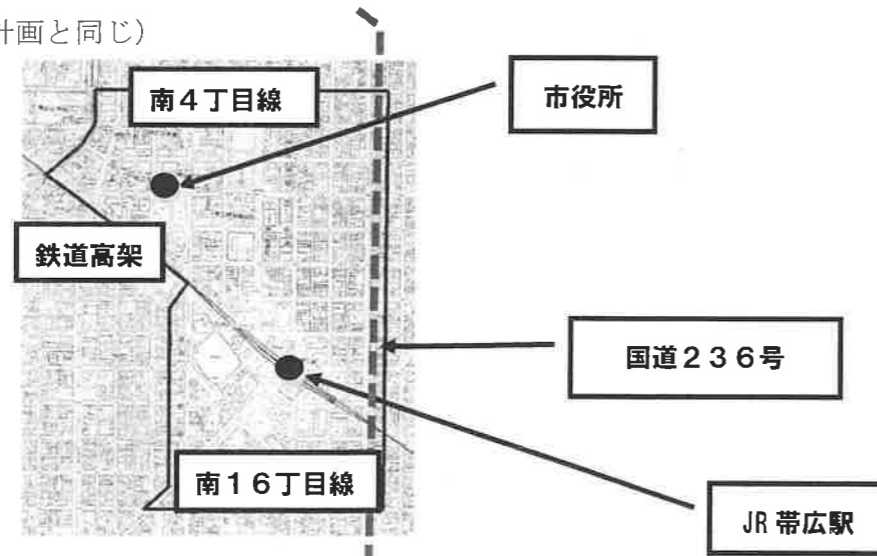 計画と同じ）
南４丁目線
市役所
鉄道高架
国道２３６号
南１６丁目線
JR 帯広駅